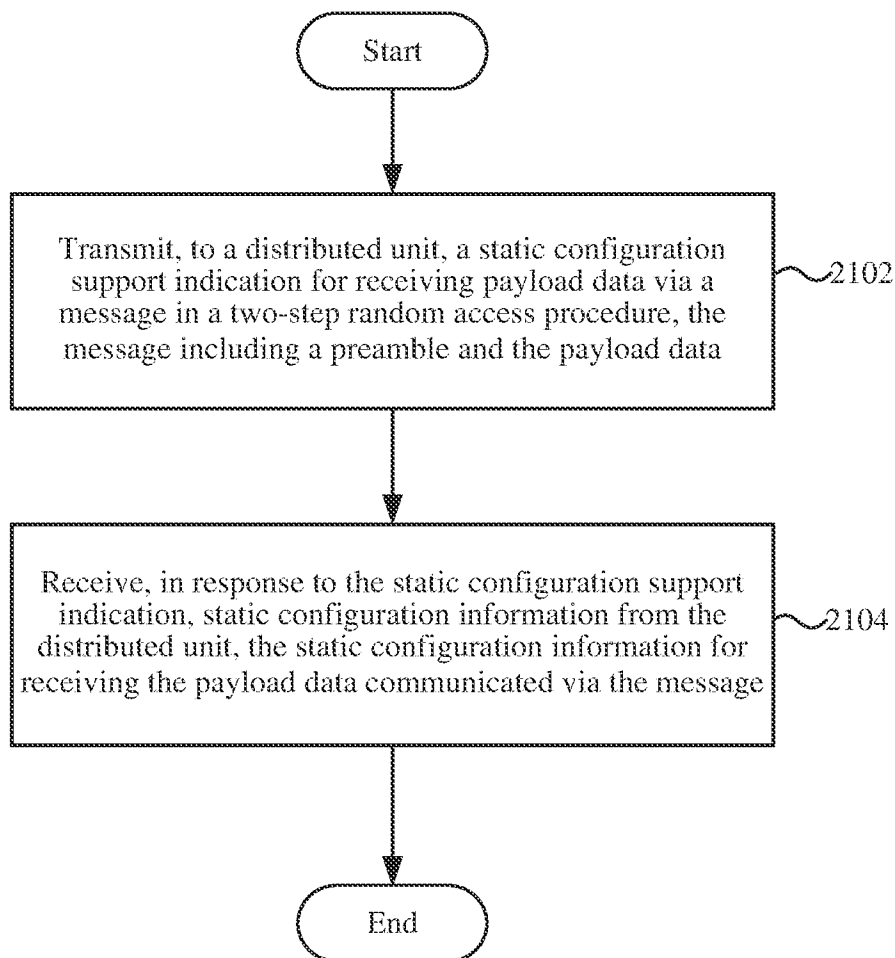 Start
Transmit, to a distributed unit, a static configuration
support indication for receiving payload data via a
message in a two-step random access procedure, the
message including a preamble and the payload data
2102
Receive, in response to the static configuration support
indication, static configuration information from the
distributed unit, the static configuration information for
receiving the payload data communicated via the message
2104
End